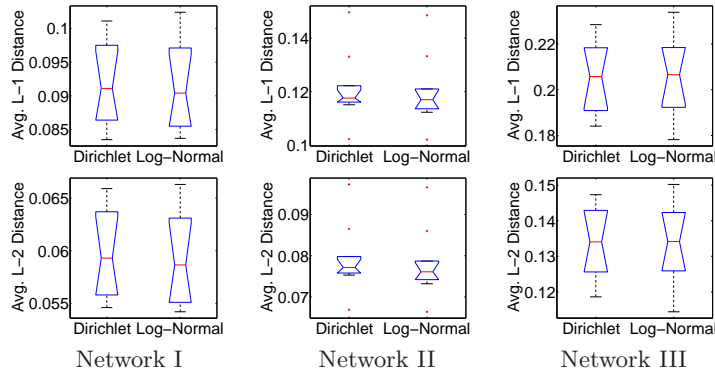 Avg. L−1 Distance
0.1
0.095
0.09
0.085
Dirichlet Log−Normal
Avg. L−1 Distance
0.14
0.12
0.1
Dirichlet Log−Normal
Avg. L−1 Distance
0.22
0.2
0.18
Dirichlet Log−Normal
Avg. L−2 Distance
0.065
0.06
0.055
Dirichlet Log−Normal
Avg. L−2 Distance
0.09
0.08
0.07
Dirichlet Log−Normal
Avg. L−2 Distance
0.15
0.14
0.13
0.12
Dirichlet Log−Normal
Network I
Network II
Network III